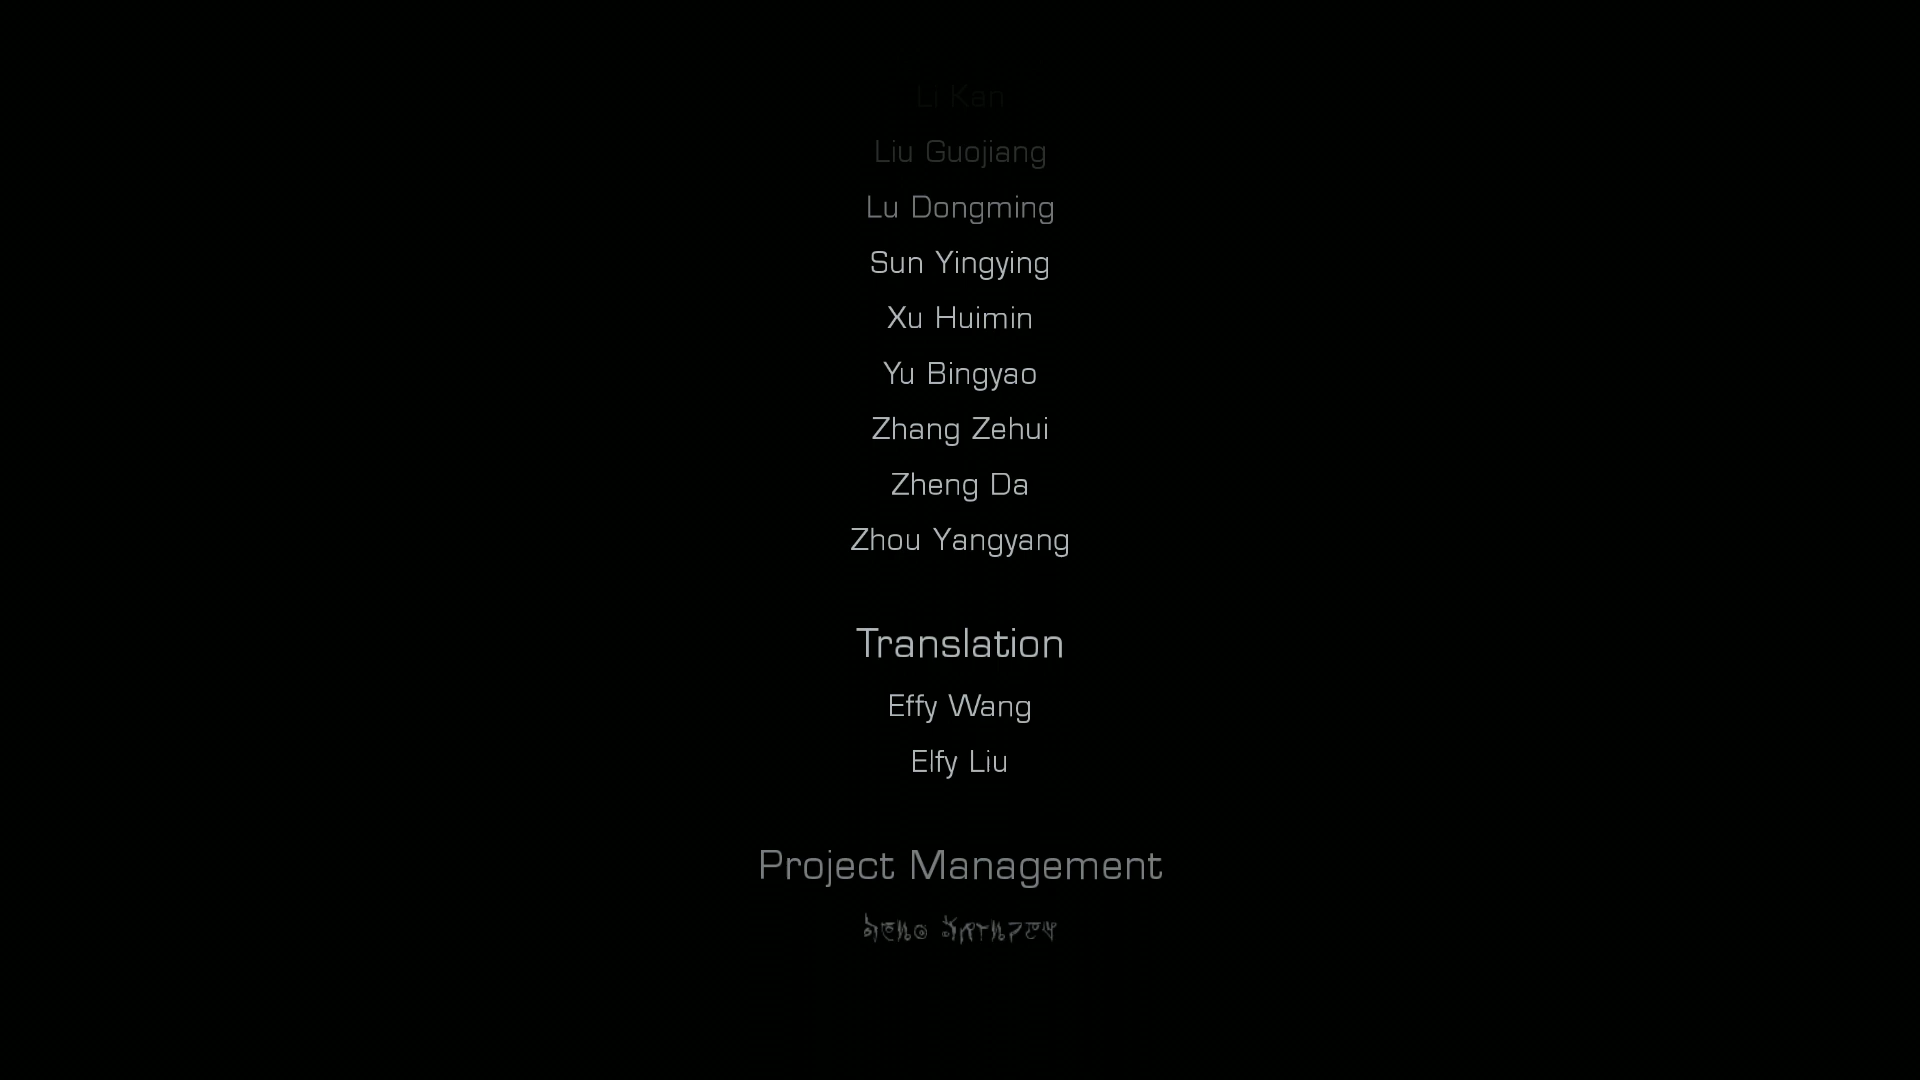 Li Kan
Liu Guojiang
Lu Dongming
Sun Yingying
Xu Huimin
Yu Bingyao
Zhang Zehui
Zheng Da
Zhou Yangyang
Translation
Effy Wang
Elfy Liu
Project Management